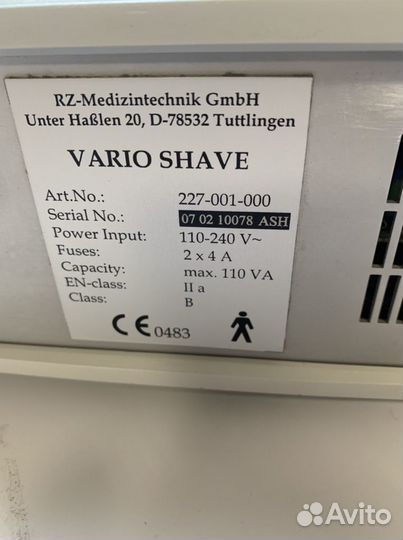 RZ-Medizintechnik GmbH
Unter Haßlen 20, D-78532 Tuttlingen
VARIO SHAVE
Art.No.: 227-001-000
Serial No.: 07 02 10078 ASH
Power Input: 110-240 V~
Fuses: 2 x 4 A
Capacity: max. 110 VA
EN-class: II a
Class: B
CE 0483
Avito